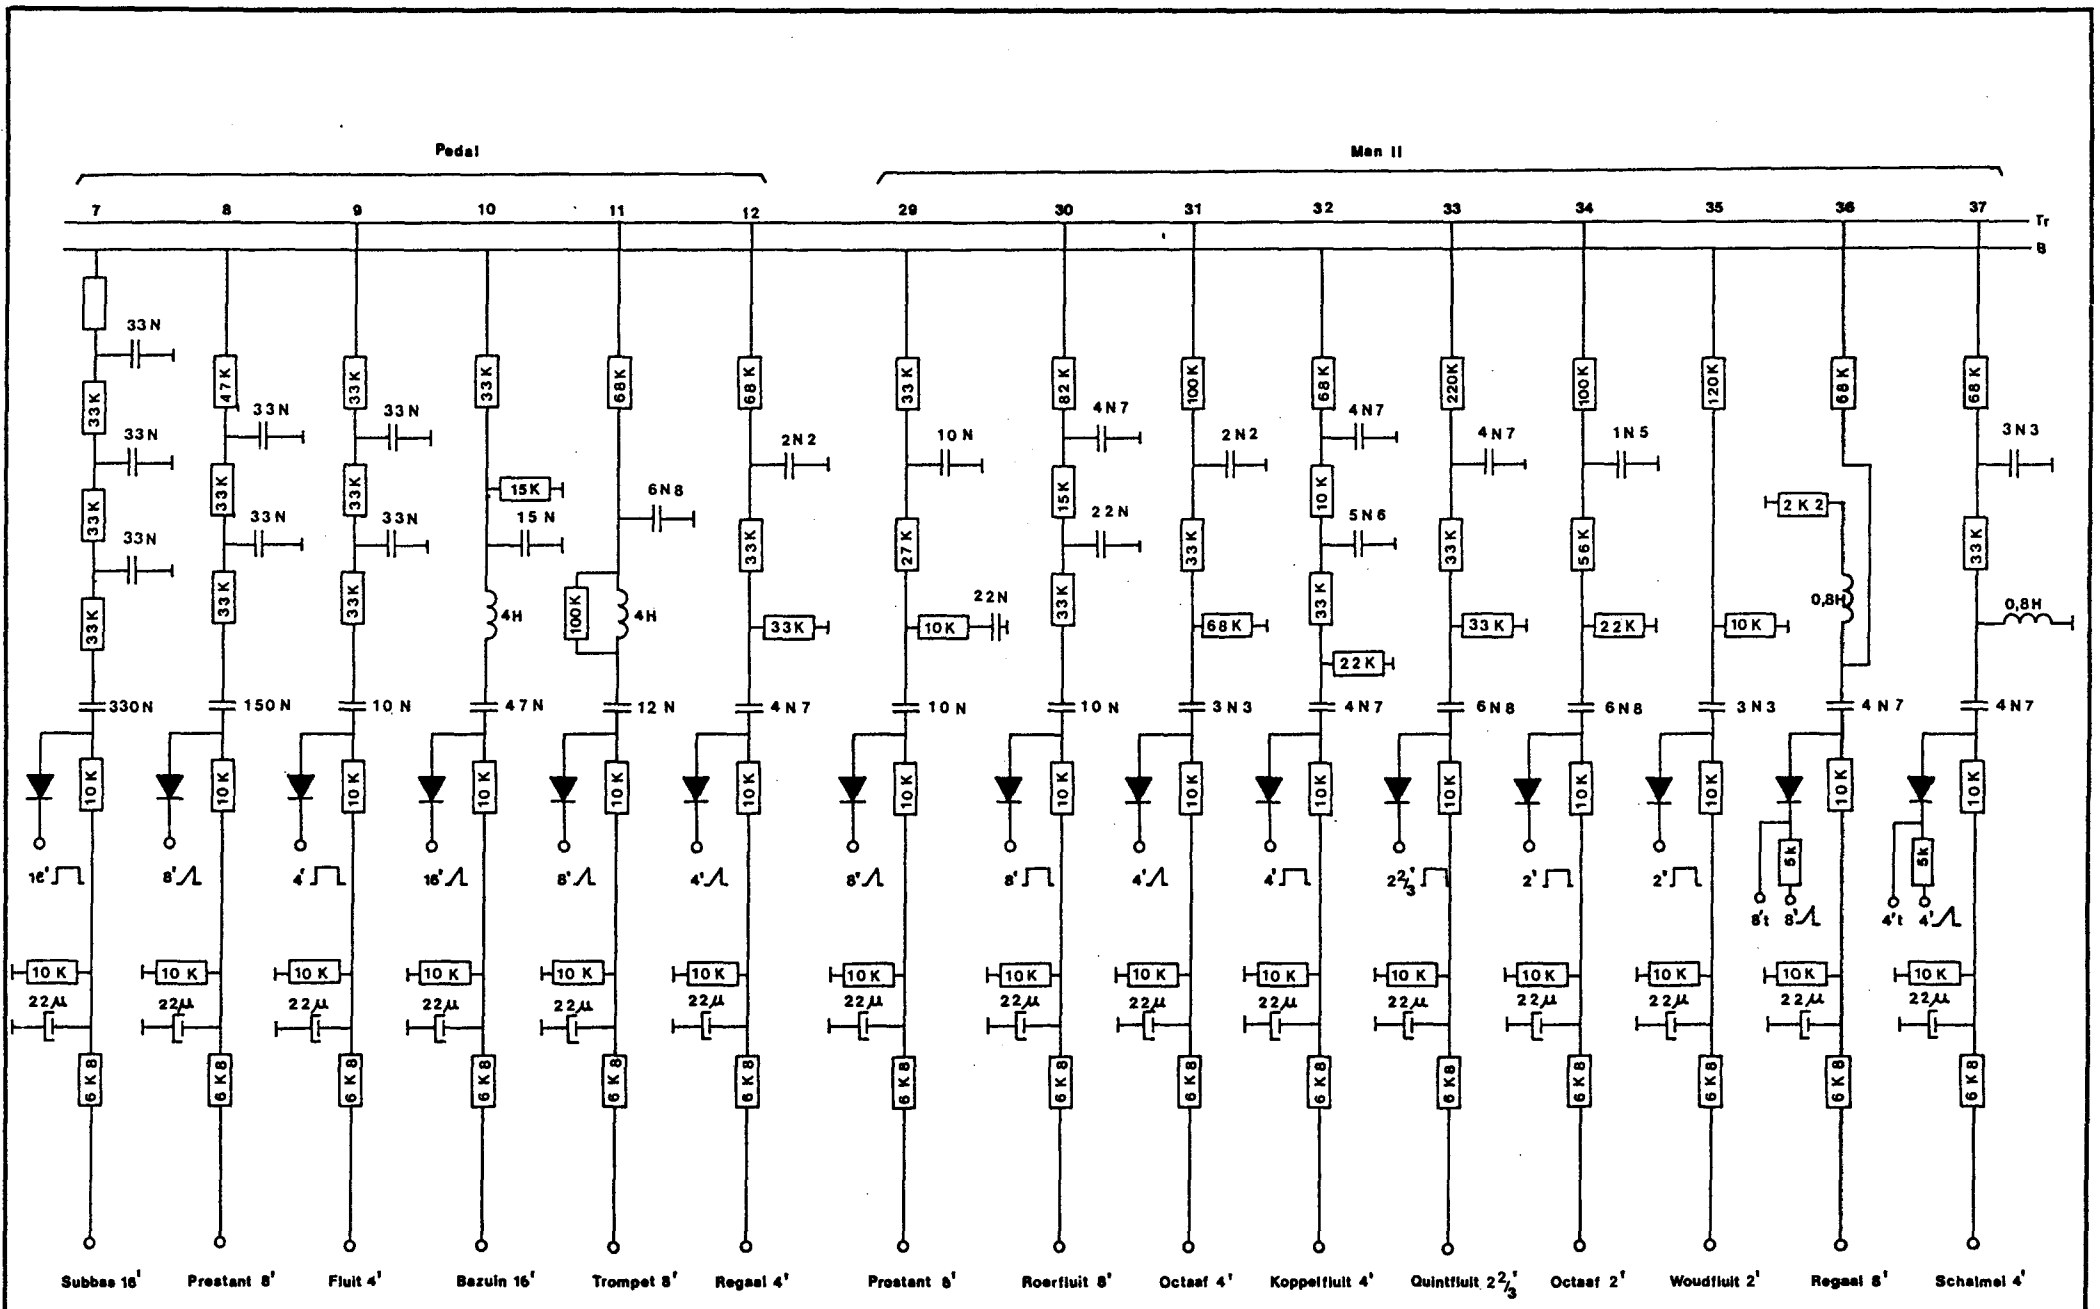 Pedal Man II
7 8 9 10 11 12 29 30 31 32 33 34 35 36 37
Tr
B
33N
47K 33K 33K 68K 68K 33K 82K 100K 68K 220K 100K 120K 68K 68K
33K 33N 33N 4N7 4N7 3N3
33N 2N2 10N 2N2 4N7 1N5
33K 33K 15K 6N8 15K 10K 2K2
33K 33N 33N 15N 22N 5N6
33N 33K 27K 33K 33K 56K 33K
33K 33K 33K 4H 100K 4H 33K 10K 22N 33K 68K 33K 33K 22K 10K 0,8H 0,8H
22K
330N 150N 10N 47N 12N 4N7 10N 10N 3N3 4N7 6N8 6N8 3N3 4N7 4N7
10K 10K 10K 10K 10K 10K 10K 10K 10K 10K 10K 10K 10K 10K 10K
5k 5k
16' 8' 4' 16' 8' 4' 8' 8' 4' 4' 2 2/3' 2' 2' 8't 8' 4't 4'
10K 10K 10K 10K 10K 10K 10K 10K 10K 10K 10K 10K 10K 10K 10K
22µ 22µ 22µ 22µ 22µ 22µ 22µ 22µ 22µ 22µ 22µ 22µ 22µ 22µ 22µ
6K8 6K8 6K8 6K8 6K8 6K8 6K8 6K8 6K8 6K8 6K8 6K8 6K8 6K8 6K8
Subbas 16' Prestant 8' Fluit 4' Bazuin 16' Trompet 8' Regaal 4' Prestant 8' Roerfluit 8' Octaaf 4' Koppelfluit 4' Quintfluit 2 2/3' Octaaf 2' Woudfluit 2' Regaal 8' Schalmei 4'